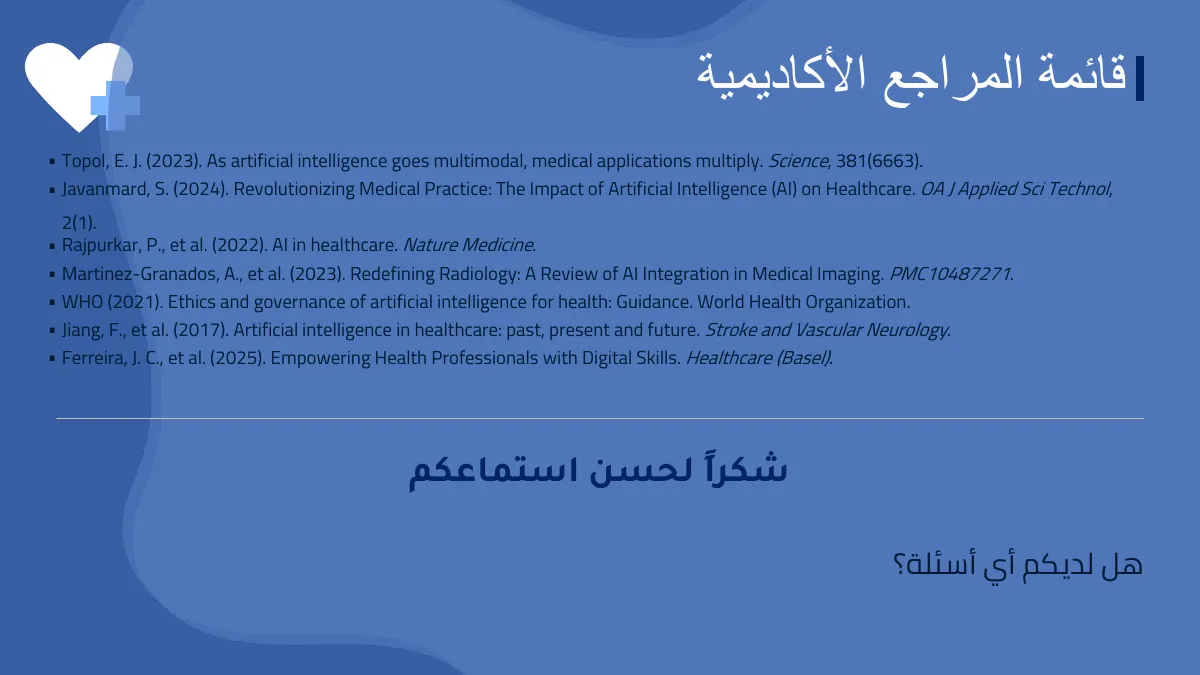 قائمة المراجع الأكاديمية
▪ Topol, E. J. (2023). As artificial intelligence goes multimodal, medical applications multiply. Science, 381(6663).
▪ Javanmard, S. (2024). Revolutionizing Medical Practice: The Impact of Artificial Intelligence (AI) on Healthcare. OA J Applied Sci Technol,
2(1).
▪ Rajpurkar, P., et al. (2022). AI in healthcare. Nature Medicine.
▪ Martinez-Granados, A., et al. (2023). Redefining Radiology: A Review of AI Integration in Medical Imaging. PMC10487271.
▪ WHO (2021). Ethics and governance of artificial intelligence for health: Guidance. World Health Organization.
▪ Jiang, F., et al. (2017). Artificial intelligence in healthcare: past, present and future. Stroke and Vascular Neurology.
▪ Ferreira, J. C., et al. (2025). Empowering Health Professionals with Digital Skills. Healthcare (Basel).
شكراً لحسن استماعكم
هل لديكم أي أسئلة؟